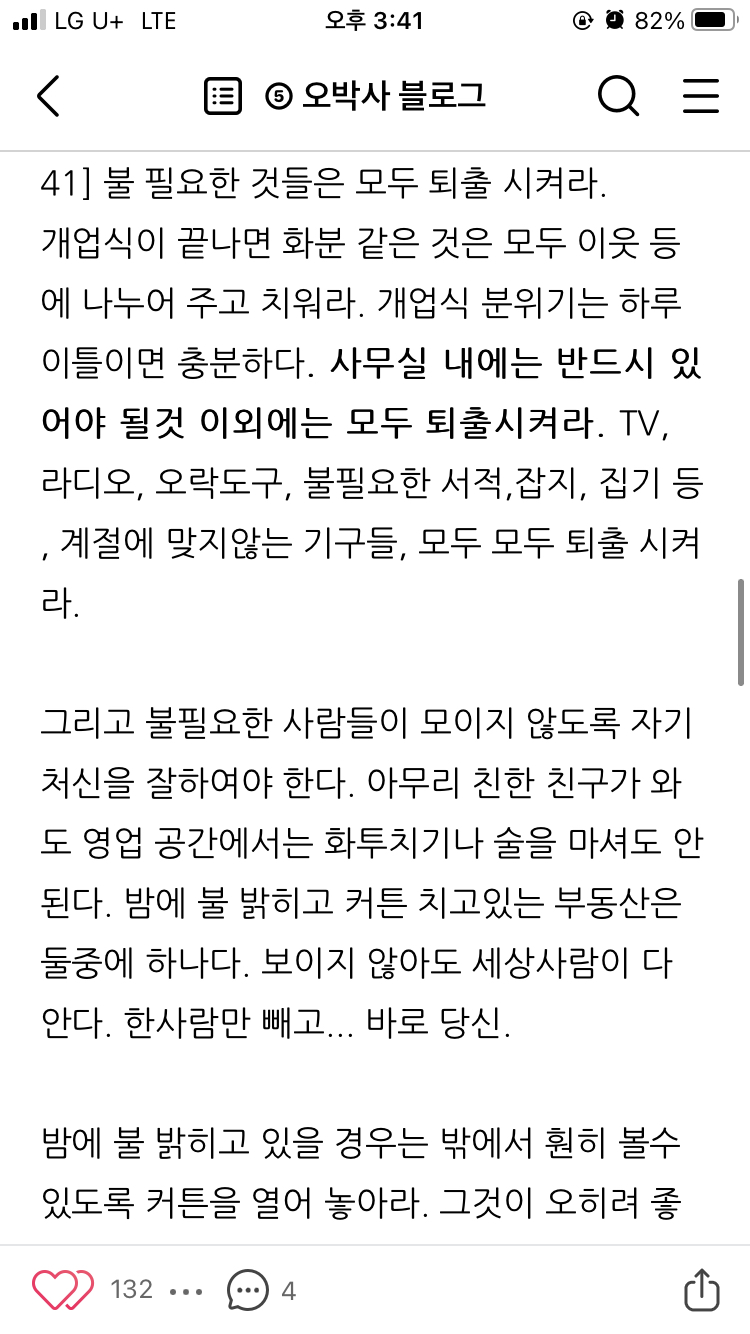 LG U+ LTE 오후 3:41 82%
⑤ 오박사 블로그
41] 불 필요한 것들은 모두 퇴출 시켜라.
개업식이 끝나면 화분 같은 것은 모두 이웃 등
에 나누어 주고 치워라. 개업식 분위기는 하루
이틀이면 충분하다. 사무실 내에는 반드시 있
어야 될것 이외에는 모두 퇴출시켜라. TV,
라디오, 오락도구, 불필요한 서적,잡지, 집기 등
, 계절에 맞지않는 기구들, 모두 모두 퇴출 시켜
라.
그리고 불필요한 사람들이 모이지 않도록 자기
처신을 잘하여야 한다. 아무리 친한 친구가 와
도 영업 공간에서는 화투치기나 술을 마셔도 안
된다. 밤에 불 밝히고 커튼 치고있는 부동산은
둘중에 하나다. 보이지 않아도 세상사람이 다
안다. 한사람만 빼고... 바로 당신.
밤에 불 밝히고 있을 경우는 밖에서 훤히 볼수
있도록 커튼을 열어 놓아라. 그것이 오히려 좋
132 ••• 4